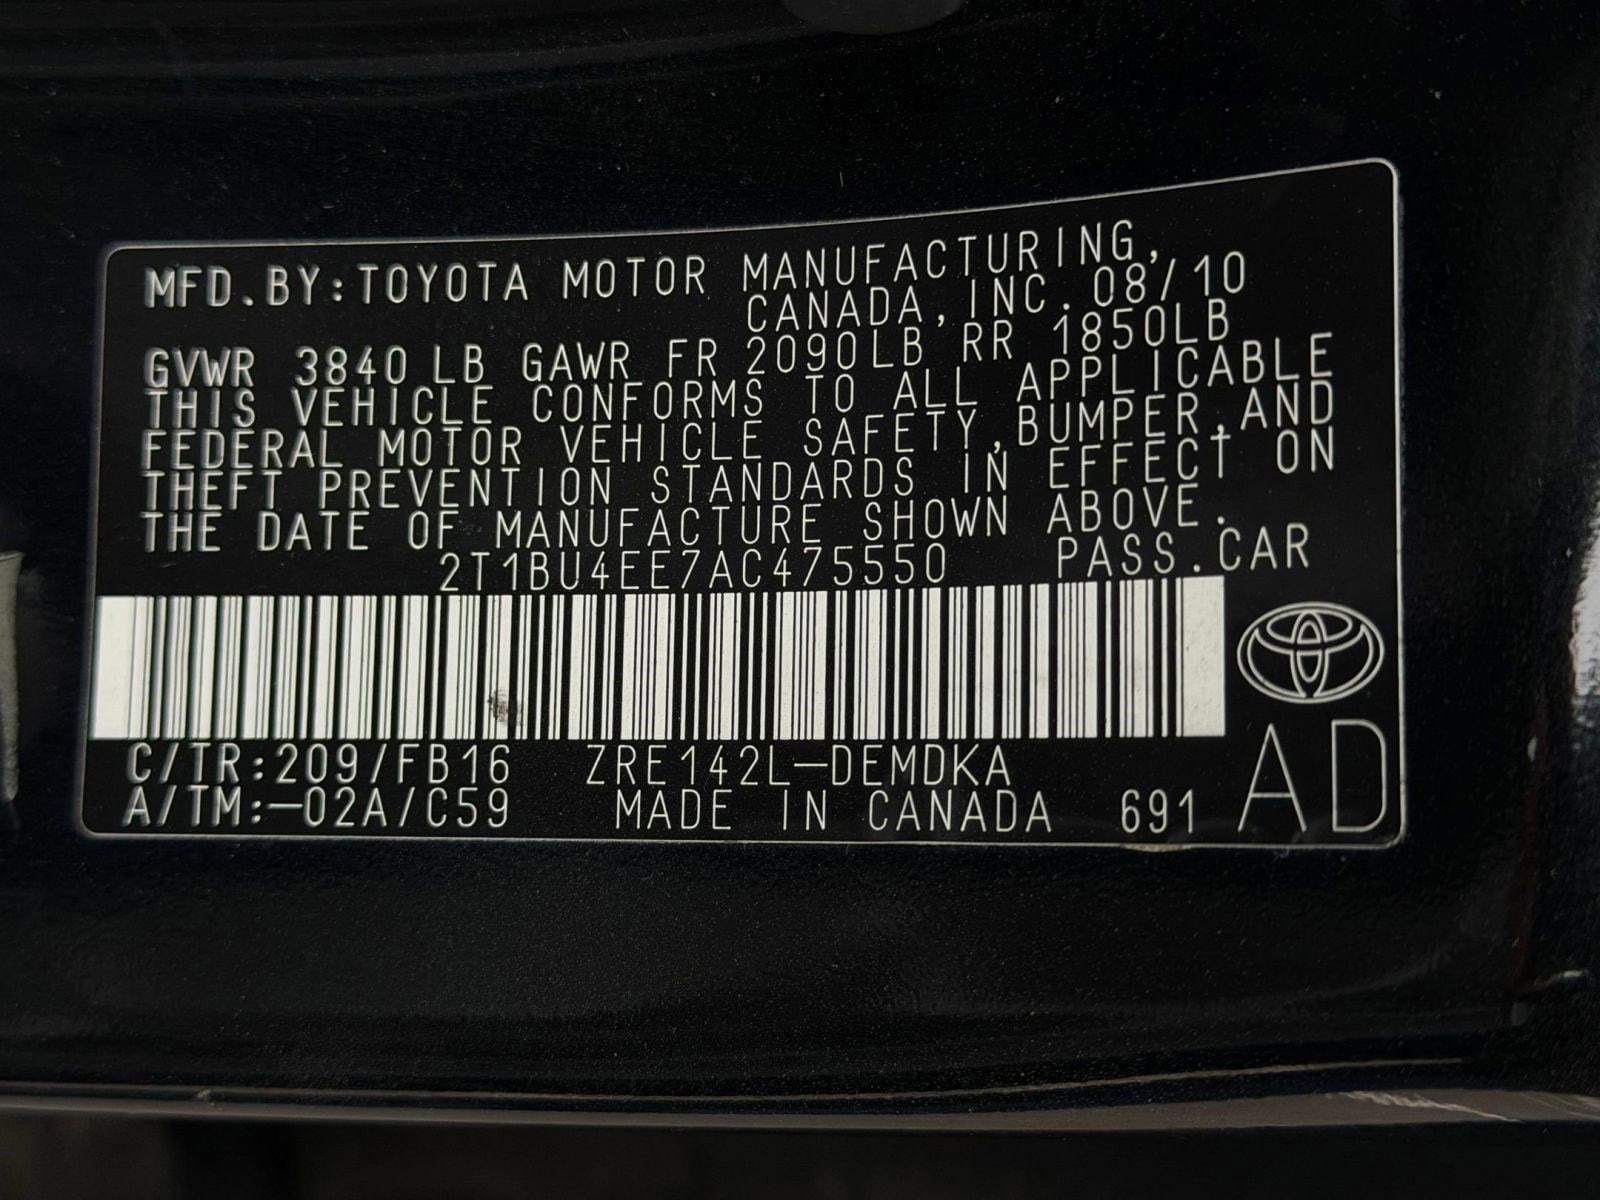 MFD.BY:TOYOTA MOTOR MANUFACTURING,
CANADA,INC.08/10
GVWR 3840LB GAWR FR 2090LB RR 1850LB
THIS VEHICLE CONFORMS TO ALL APPLICABLE
FEDERAL MOTOR VEHICLE SAFETY,BUMPER,AND
THEFT PREVENTION STANDARDS IN EFFECT ON
THE DATE OF MANUFACTURE SHOWN ABOVE.
2T1BU4EE7AC475550 PASS.CAR
C/TR:209/FB16 ZRE142L-DEMDKA
A/TM:-02A/C59 MADE IN CANADA 691 AD